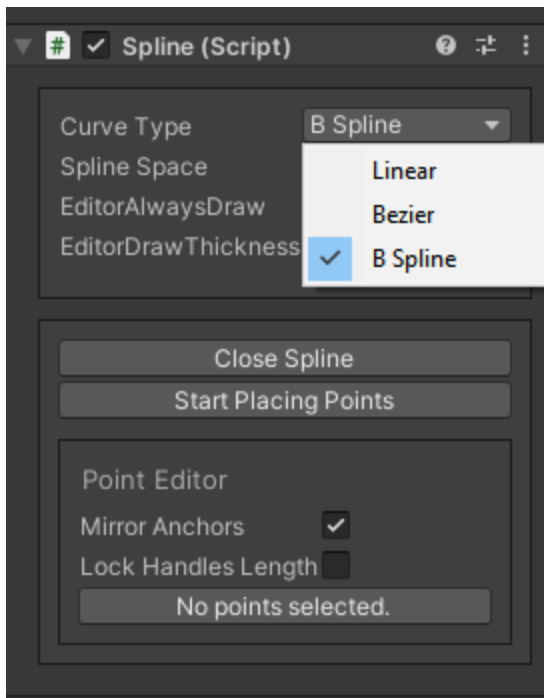 # Spline (Script)
Curve Type B Spline
Spline Space Linear
EditorAlwaysDraw Bezier
EditorDrawThickness B Spline
Close Spline
Start Placing Points
Point Editor
Mirror Anchors
Lock Handles Length
No points selected.